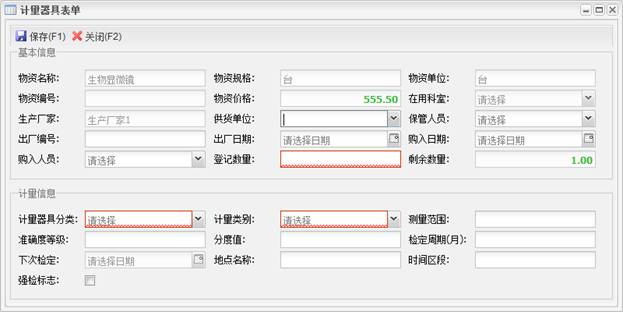 计量器具表单
保存(F1) 关闭(F2)
基本信息
物资名称: 生物显微镜 物资规格: 台 物资单位: 台
物资编号: 物资价格: 555.50 在用科室: 请选择
生产厂家: 生产厂家1 供货单位: 保管人员: 请选择
出厂编号: 出厂日期: 请选择日期 购入日期: 请选择日期
购入人员: 请选择 登记数量: 剩余数量: 1.00
计量信息
计量器具分类: 请选择 计量类别: 请选择 测量范围:
准确度等级: 分度值: 检定周期(月):
下次检定: 请选择日期 地点名称: 时间区段:
强检标志: